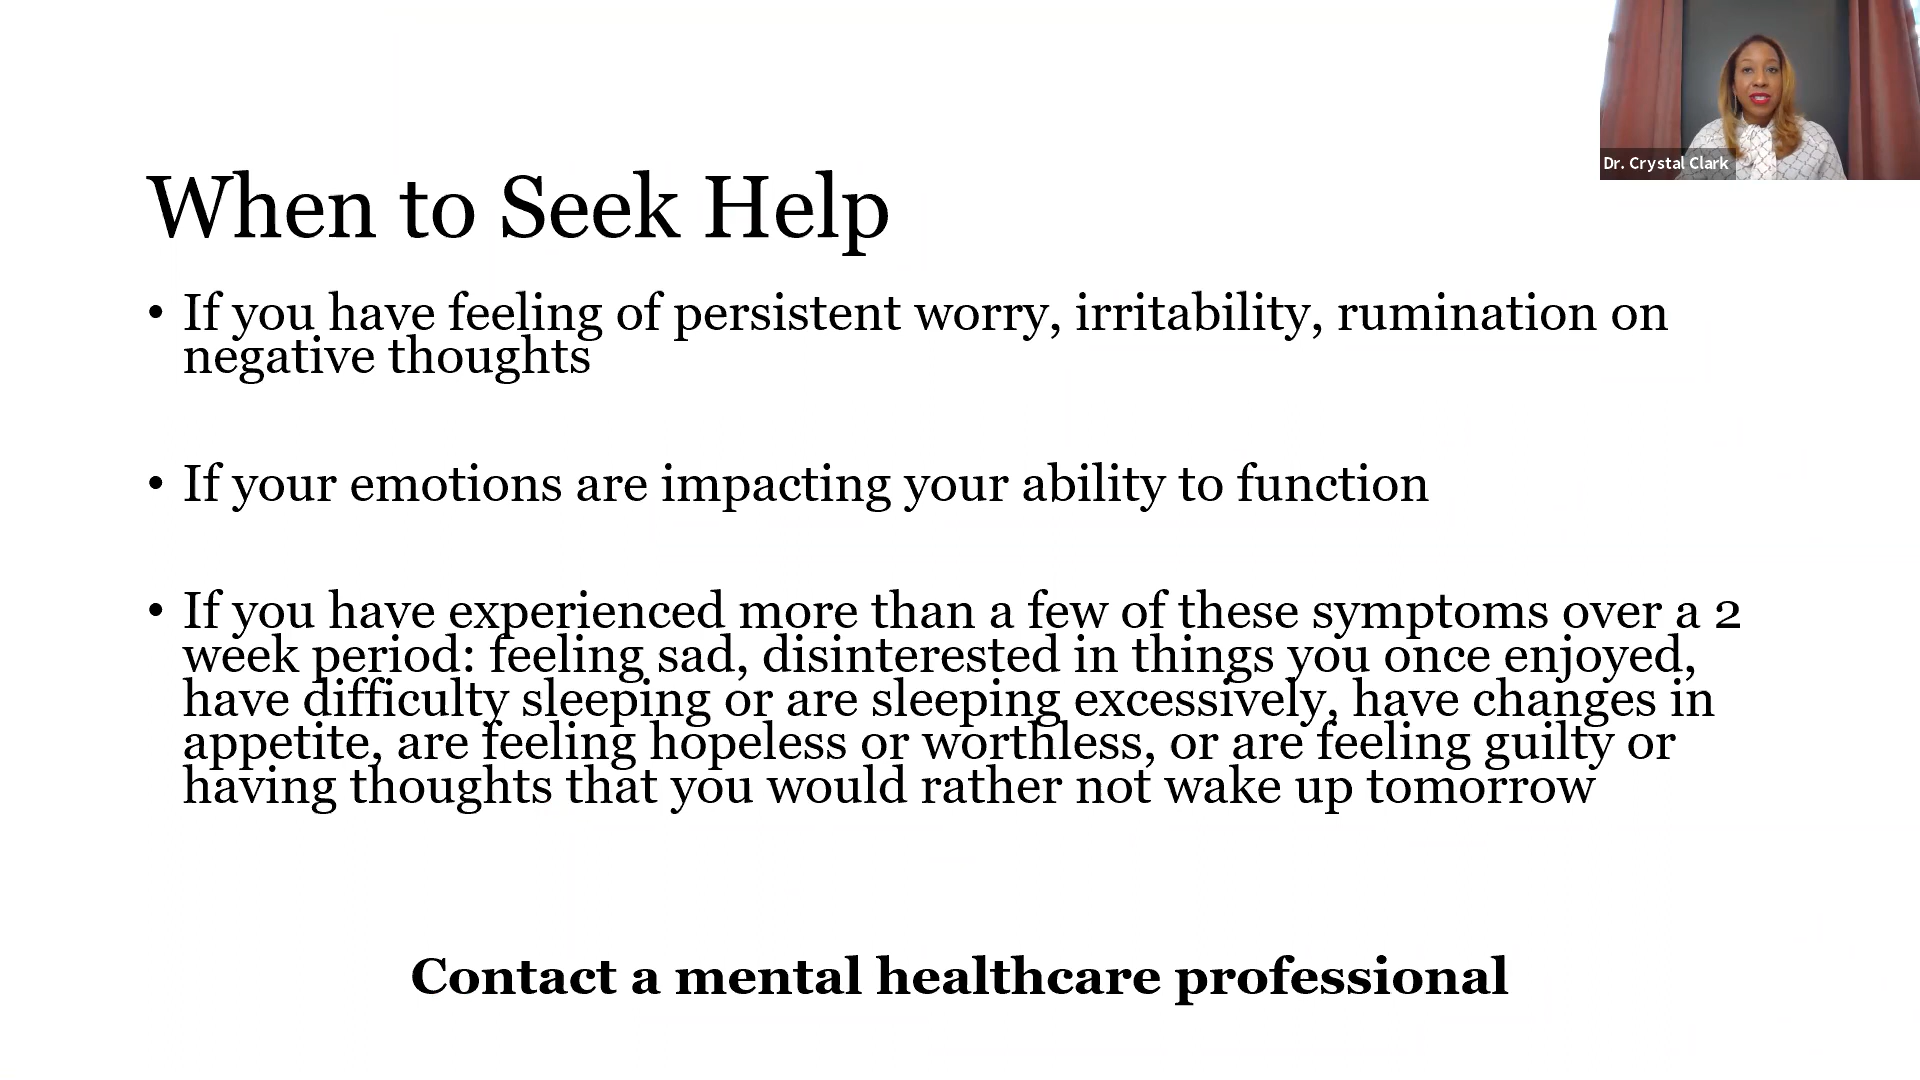 Dr. Crystal Clark
When to Seek Help
• If you have feeling of persistent worry, irritability, rumination on
negative thoughts
• If your emotions are impacting your ability to function
• If you have experienced more than a few of these symptoms over a 2
week period: feeling sad, disinterested in things you once enjoyed,
have difficulty sleeping or are sleeping excessively, have changes in
appetite, are feeling hopeless or worthless, or are feeling guilty or
having thoughts that you would rather not wake up tomorrow
Contact a mental healthcare professional